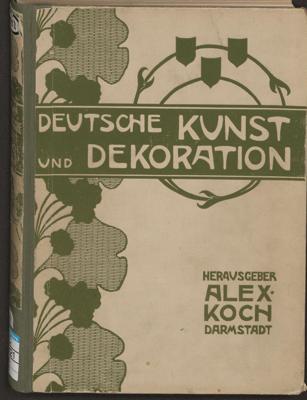 DEUTSCHE KUNST
UND DEKORATION
HERAUSGEBER
ALEX·
KOCH
DARMSTADT